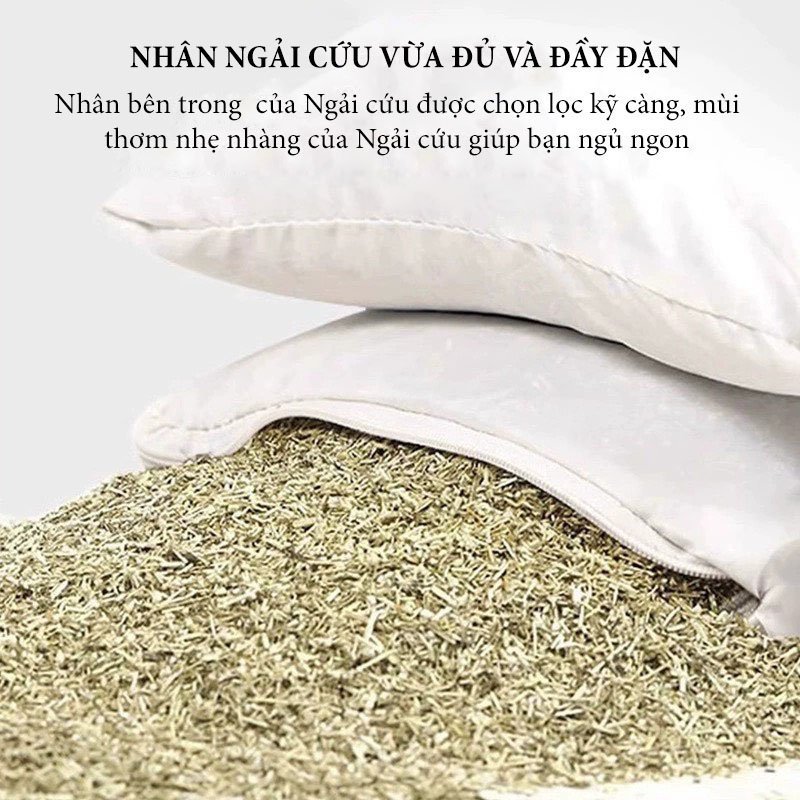 NHÂN NGẢI CỨU VỪA ĐỦ VÀ ĐẦY ĐẶN
Nhân bên trong của Ngải cứu được chọn lọc kỹ càng, mùi
thơm nhẹ nhàng của Ngải cứu giúp bạn ngủ ngon